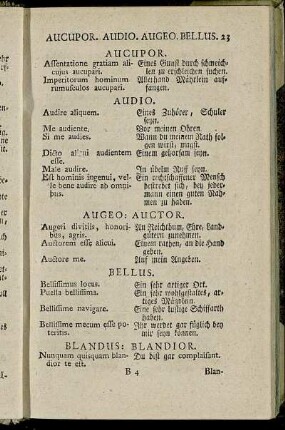 AUCUPOR. AUDIO. AUGEO. BELLUS. 23
AUCUPOR.
Assentatione gratiam ali- Eines Gunst durch schmeich-
cujus aucupari. len zu erschleichen suchen.
Imperitorum hominum Allerhand Mährlein auf-
rumusculos aucupari. fangen.
AUDIO.
Audire aliquem. Eines Zuhörer, Schuler
seyn.
Me audiente. Vor meinen Ohren.
Si me audies. Wann du meinem Rath fol-
gen wirst, magst.
Dicto alicui audientem Einem gehorsam seyn.
esse.
Male audire. In üblem Ruff seyn.
Est hominis ingenui, vel- Ein rechtschaffener Mensch
le bene audire ab omni- bestrebet sich, bey jeder-
bus. mann einen guten Nah-
men zu haben.
AUGEO: AUCTOR.
Augeri divitiis, honori- An Reichthum, Ehre, Land-
bus, agris. gütern zunehmen.
Auctorem esse alicui. Einem rathen, an die Hand
geben.
Auctore me. Auf mein Angeben.
BELLUS.
Bellissimus locus. Ein sehr artiger Ort.
Puella bellissima. Ein sehr wohlgestaltes, ar-
tiges Mägdlein.
Bellissime navigare. Eine sehr lustige Schiffarth
haben.
Bellissime mecum esse po- Ihr werdet gar füglich bey
teritis. mir seyn können.
BLANDUS: BLANDIOR.
Nunquam quisquam blan- Du bist gar complaisant.
dior te est.
B 4 Blan-